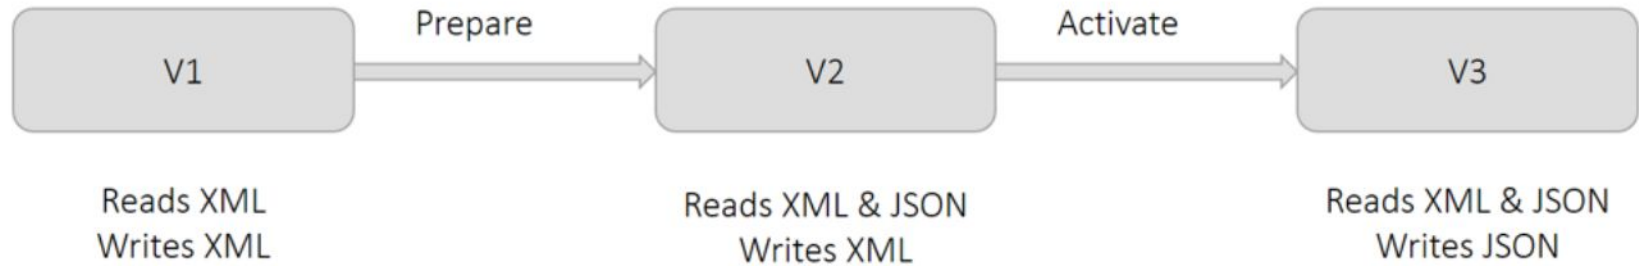 Prepare
Activate
V1
V2
V3
Reads XML
Writes XML
Reads XML & JSON
Writes XML
Reads XML & JSON
Writes JSON